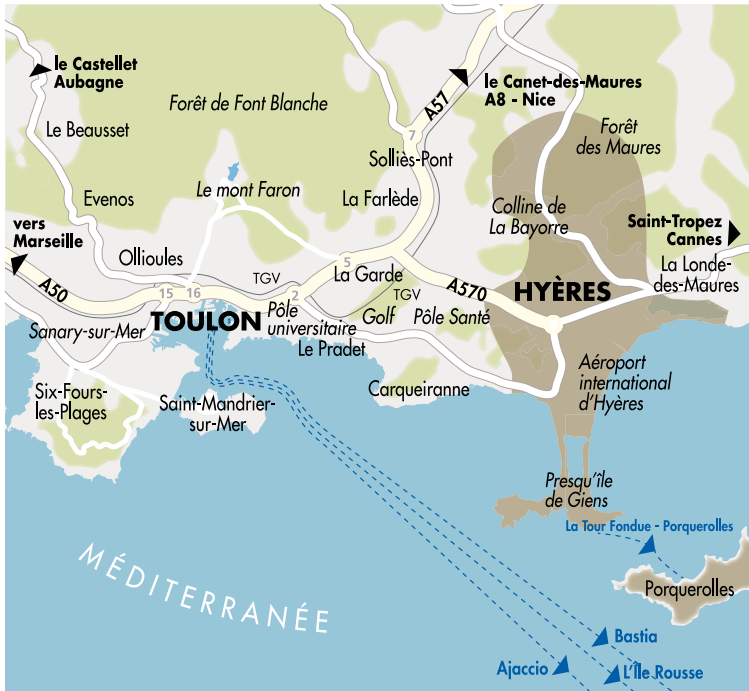 le Castellet
Aubagne
Le Beausset
Forêt de Font Blanche
A57
le Canet-des-Maures
A8 - Nice
7
Solliès-Pont
Forêt
des Maures
Evenos
Le mont Faron
La Farlède
Colline de
La Bayorre
vers
Marseille
Saint-Tropez
Cannes
Ollioules
5
La Garde
La Londe-
des-Maures
A50
15
16
TGV
2
TGV
A570
HYÈRES
Sanary-sur-Mer
TOULON
Pôle
universitaire
Golf
Pôle Santé
Le Pradet
Six-Fours-
les-Plages
Saint-Mandrier-
sur-Mer
Carqueiranne
Aéroport
international
d'Hyères
Presqu'île
de Giens
La Tour Fondue - Porquerolles
MÉDITERRANÉE
Porquerolles
Bastia
Ajaccio
L'Île Rousse